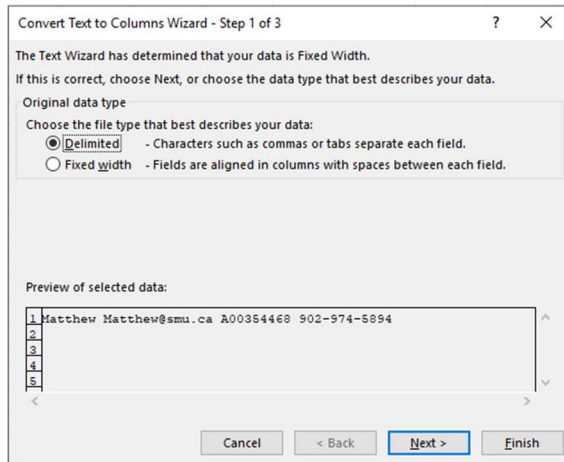 Convert Text to Columns Wizard - Step 1 of 3 ? ×
The Text Wizard has determined that your data is Fixed Width.
If this is correct, choose Next, or choose the data type that best describes your data.
Original data type
Choose the file type that best describes your data:
Delimited - Characters such as commas or tabs separate each field.
Fixed width - Fields are aligned in columns with spaces between each field.
Preview of selected data:
1 Matthew Matthew@smu.ca A00354468 902-974-5894
2
3
4
5
Cancel < Back Next > Finish